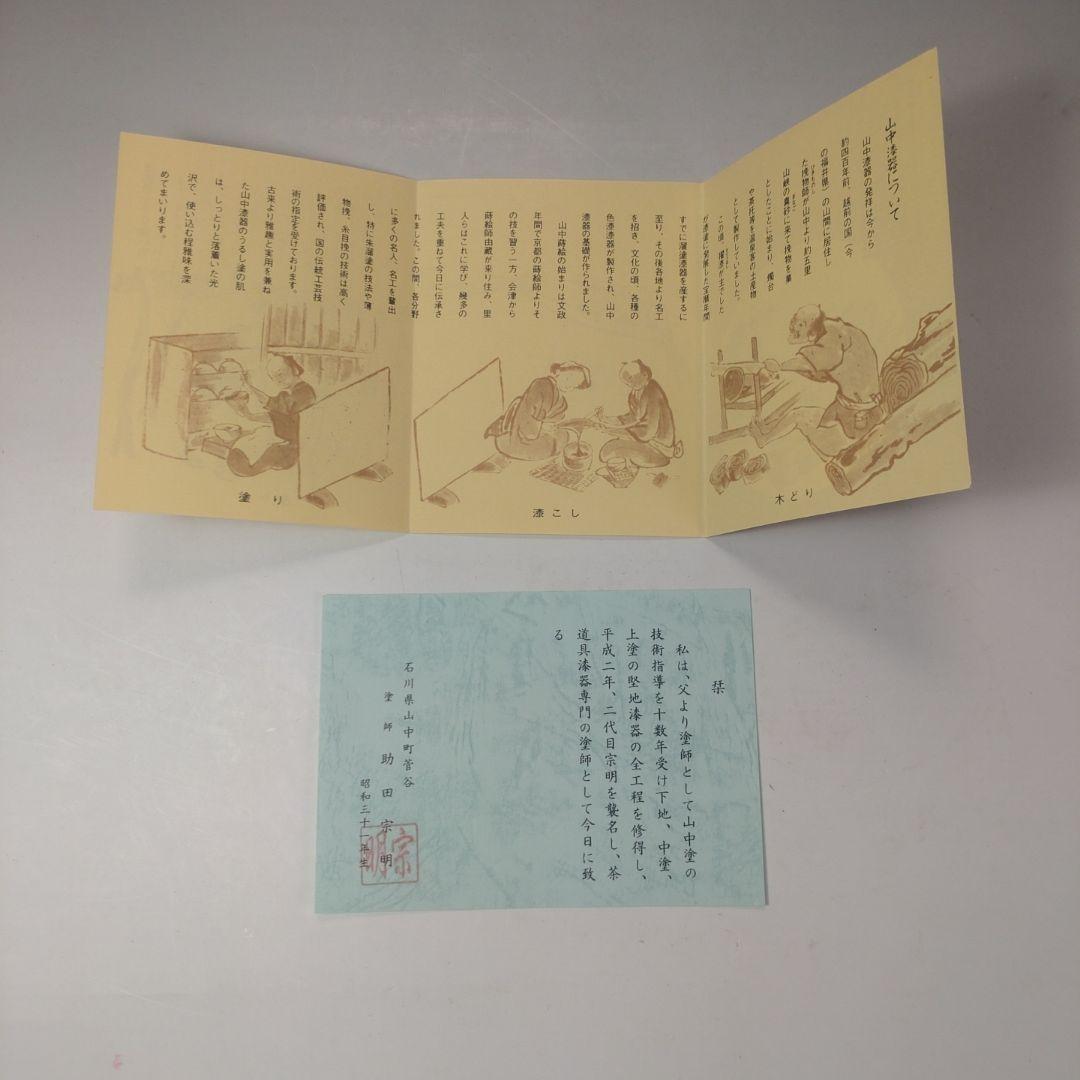 山中漆器について
山中漆器の発祥は今から
約四百年前、越前の国（今
の福井県）の山間に居住し
た挽物師が山中より約五里
山峡の真砂に来て挽物を業
としたことに始まり、燭台
や茶托等を温泉客の土産物
として製作していました。
すでに溜塗漆器を産するに
至り、その後各地より名工
を招き、文化の頃、各種の
色漆漆器が製作され、山中
漆器の基礎が作られました。
山中蒔絵の始まりは文政
年間で京都の蒔絵師よりそ
の技を習う一方、会津から
蒔絵師由蔵が来り住み、里
人らはこれに学び、幾多の
工夫を重ねて今日に伝承さ
れました。この間、各分野
に多くの名人、名工を輩出
し、特に朱溜塗の技法や薄
物挽、糸目挽の技術は高く
評価され、国の伝統工芸技
術の指定を受けております。
古来より雅趣と実用を兼ね
た山中漆器のうるし塗の肌
は、しっとりと落着いた光
沢で、使い込む程雅味を深
めてまいります。
木どり
漆こし
塗り
栞
私は、父より塗師として山中塗の
技術指導を十数年受け下地、中塗、
上塗の堅地漆器の全工程を修得し、
平成二年、二代目宗明を襲名し、茶
道具漆器専門の塗師として今日に致
る
石川県山中町菅谷
塗師 助田宗明
昭和三十一年生
宗明